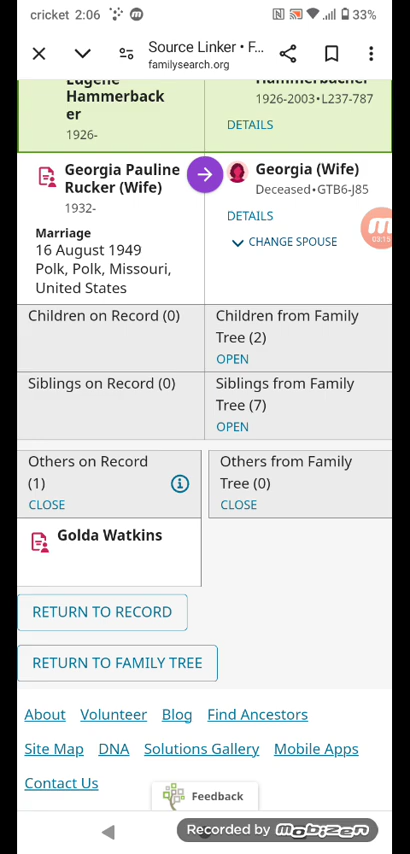 cricket 2:06
33%
Source Linker • F...
familysearch.org
Eugene
Hammerback
er
1926-
Hammerbacher
1926-2003•L237-787
DETAILS
Georgia Pauline
Rucker (Wife)
1932-
Georgia (Wife)
Deceased•GTB6-J85
DETAILS
CHANGE SPOUSE
03:15
Marriage
16 August 1949
Polk, Polk, Missouri,
United States
Children on Record (0)
Children from Family
Tree (2)
OPEN
Siblings on Record (0)
Siblings from Family
Tree (7)
OPEN
Others on Record
(1)
CLOSE
Others from Family
Tree (0)
CLOSE
Golda Watkins
RETURN TO RECORD
RETURN TO FAMILY TREE
About Volunteer Blog Find Ancestors
Site Map DNA Solutions Gallery Mobile Apps
Contact Us
Feedback
Recorded by mobizen